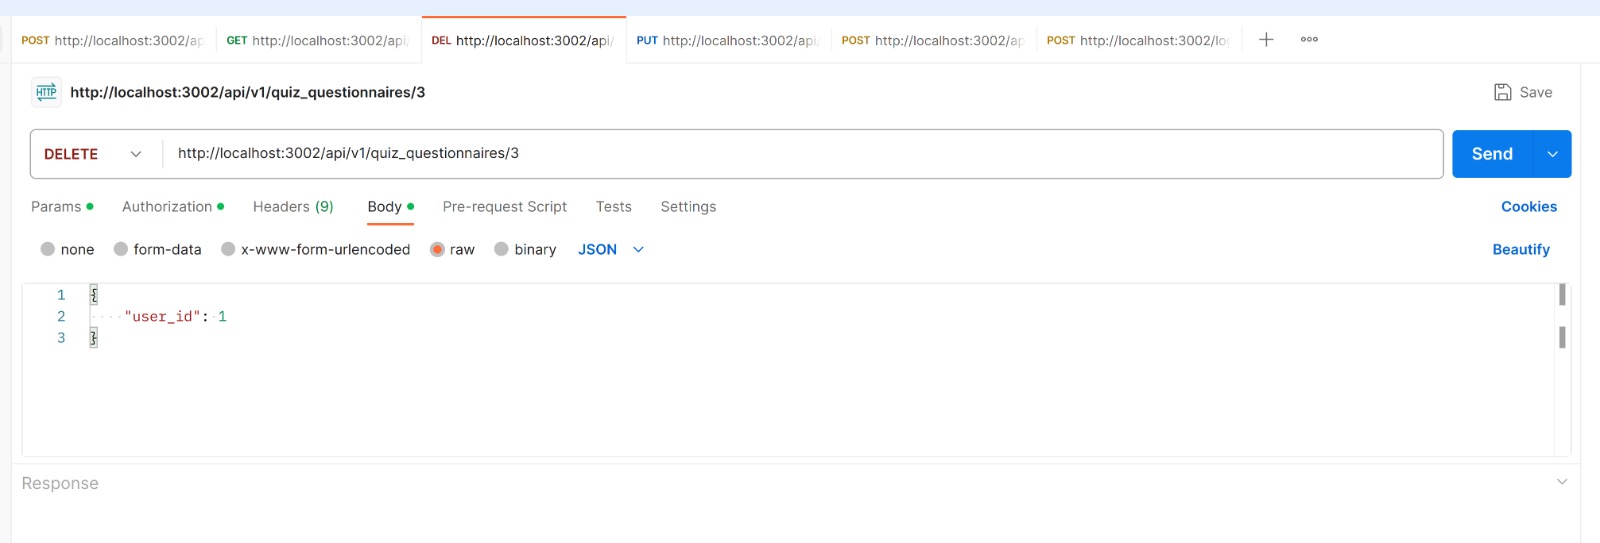 POST http://localhost:3002/ap GET http://localhost:3002/api/ DEL http://localhost:3002/api/ PUT http://localhost:3002/api/ POST http://localhost:3002/ap POST http://localhost:3002/lo
HTTP http://localhost:3002/api/v1/quiz_questionnaires/3 Save
DELETE http://localhost:3002/api/v1/quiz_questionnaires/3 Send
Params Authorization Headers (9) Body Pre-request Script Tests Settings Cookies
none form-data x-www-form-urlencoded raw binary JSON Beautify
1 {
2 "user_id": 1
3 }
Response